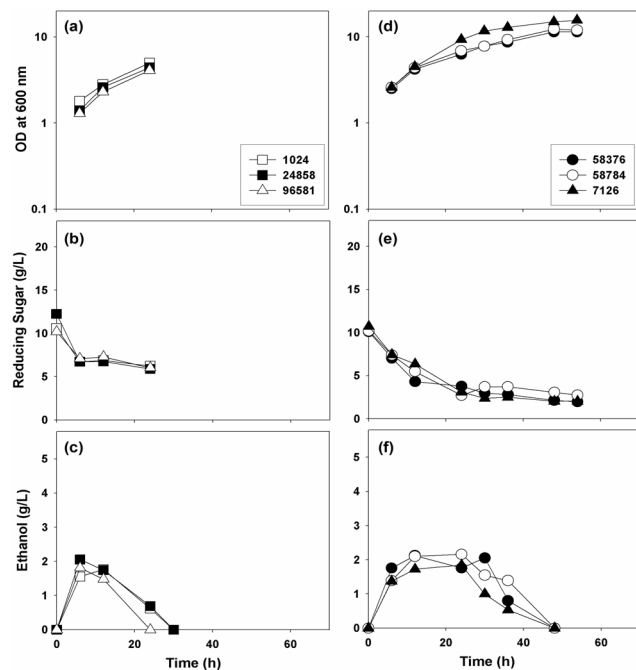 (a)
(d)
OD at 600 nm
10
1
0.1
10
1
0.1
1024
24858
96581
58376
58784
7126
(b)
(e)
Reducing Sugar (g/L)
20
15
10
5
0
20
15
10
5
0
(c)
(f)
Ethanol (g/L)
5
4
3
2
1
0
5
4
3
2
1
0
0 20 40 60
0 20 40 60
Time (h)
Time (h)